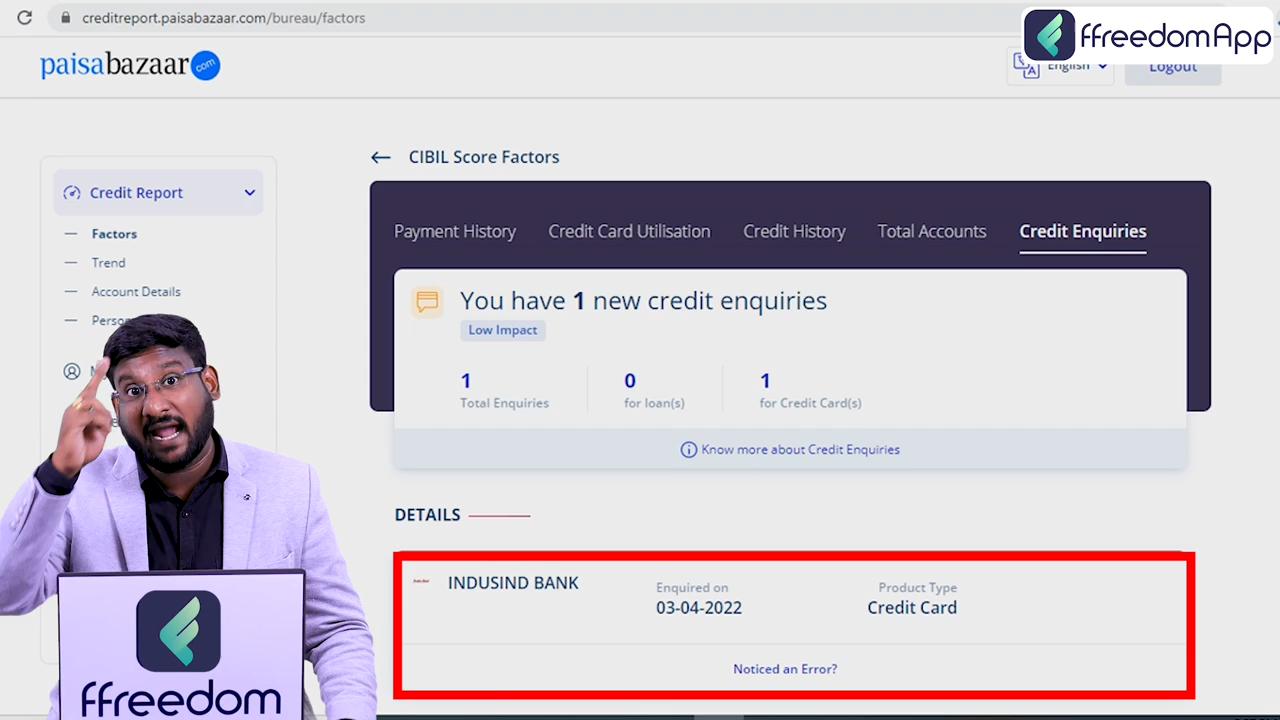 creditreport.paisabazaar.com/bureau/factors
ffreedomApp
paisabazaar.com
English
Logout
CIBIL Score Factors
Credit Report
Factors
Trend
Account Details
Payment History
Credit Card Utilisation
Credit History
Total Accounts
Credit Enquiries
You have 1 new credit enquiries
Low Impact
1
Total Enquiries
0
for loan(s)
1
for Credit Card(s)
Know more about Credit Enquiries
DETAILS
INDUSIND BANK
Enquired on
03-04-2022
Product Type
Credit Card
Noticed an Error?
ffreedom